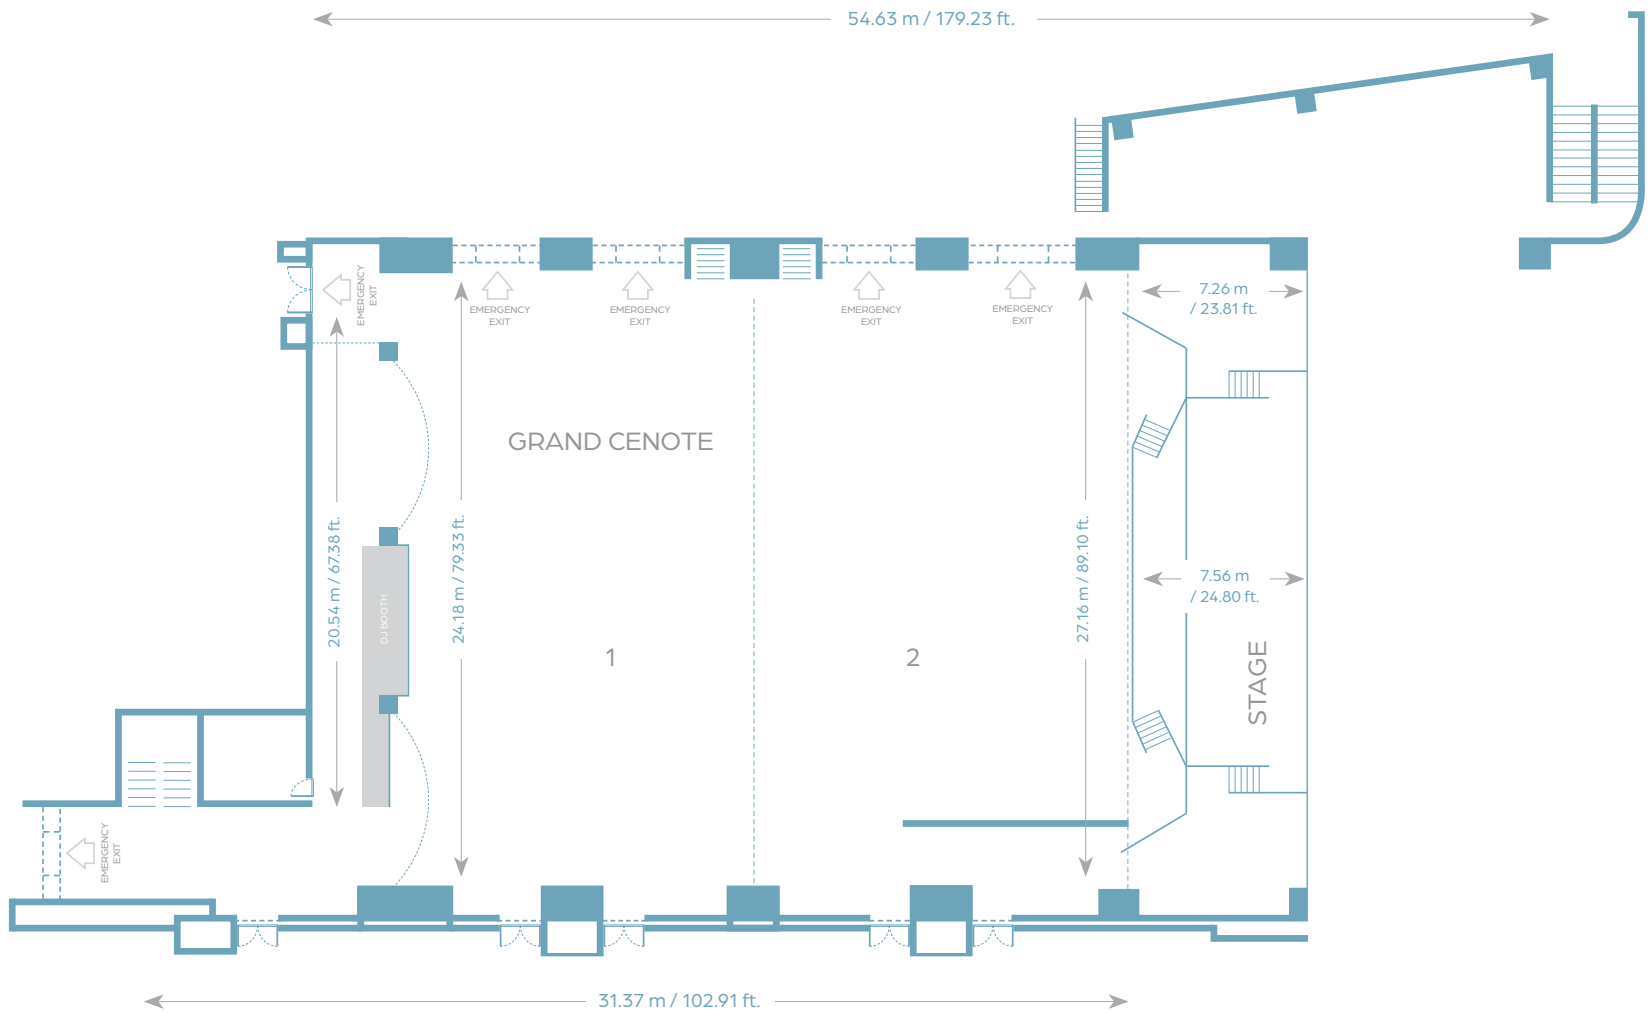 54.63 m / 179.23 ft.
EMERGENCY
EXIT
EMERGENCY
EXIT
EMERGENCY
EXIT
EMERGENCY
EXIT
EMERGENCY
EXIT
7.26 m
/ 23.81 ft.
GRAND CENOTE
20.54 m / 67.38 ft.
DJ BOOTH
24.18 m / 79.33 ft.
27.16 m / 89.10 ft.
7.56 m
/ 24.80 ft.
1
2
STAGE
EMERGENCY
EXIT
31.37 m / 102.91 ft.